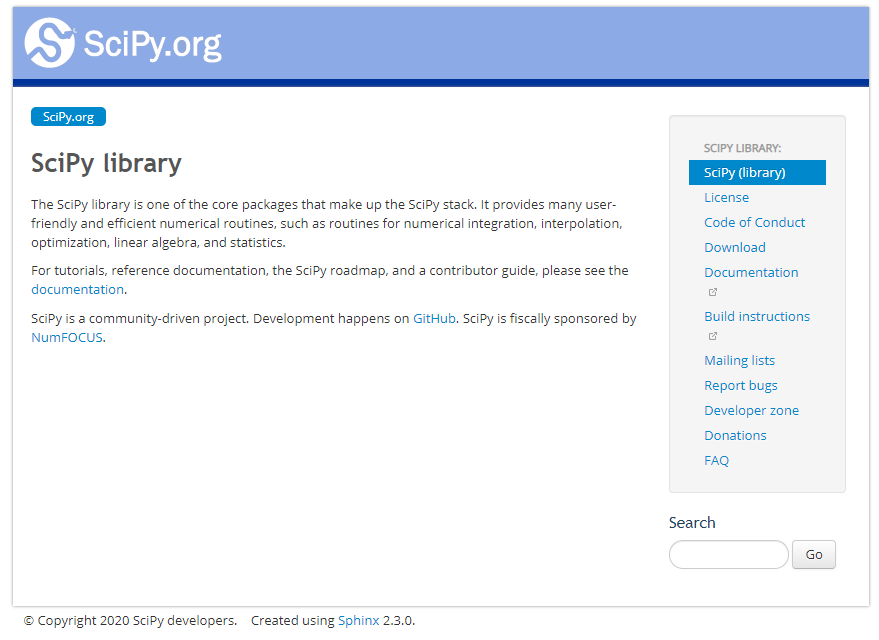 SciPy.org
SciPy.org
SciPy library
The SciPy library is one of the core packages that make up the SciPy stack. It provides many user-
friendly and efficient numerical routines, such as routines for numerical integration, interpolation,
optimization, linear algebra, and statistics.
For tutorials, reference documentation, the SciPy roadmap, and a contributor guide, please see the
documentation.
SciPy is a community-driven project. Development happens on GitHub. SciPy is fiscally sponsored by
NumFOCUS.
SCIPY LIBRARY:
SciPy (library)
License
Code of Conduct
Download
Documentation
Build instructions
Mailing lists
Report bugs
Developer zone
Donations
FAQ
Search
Go
© Copyright 2020 SciPy developers. Created using Sphinx 2.3.0.